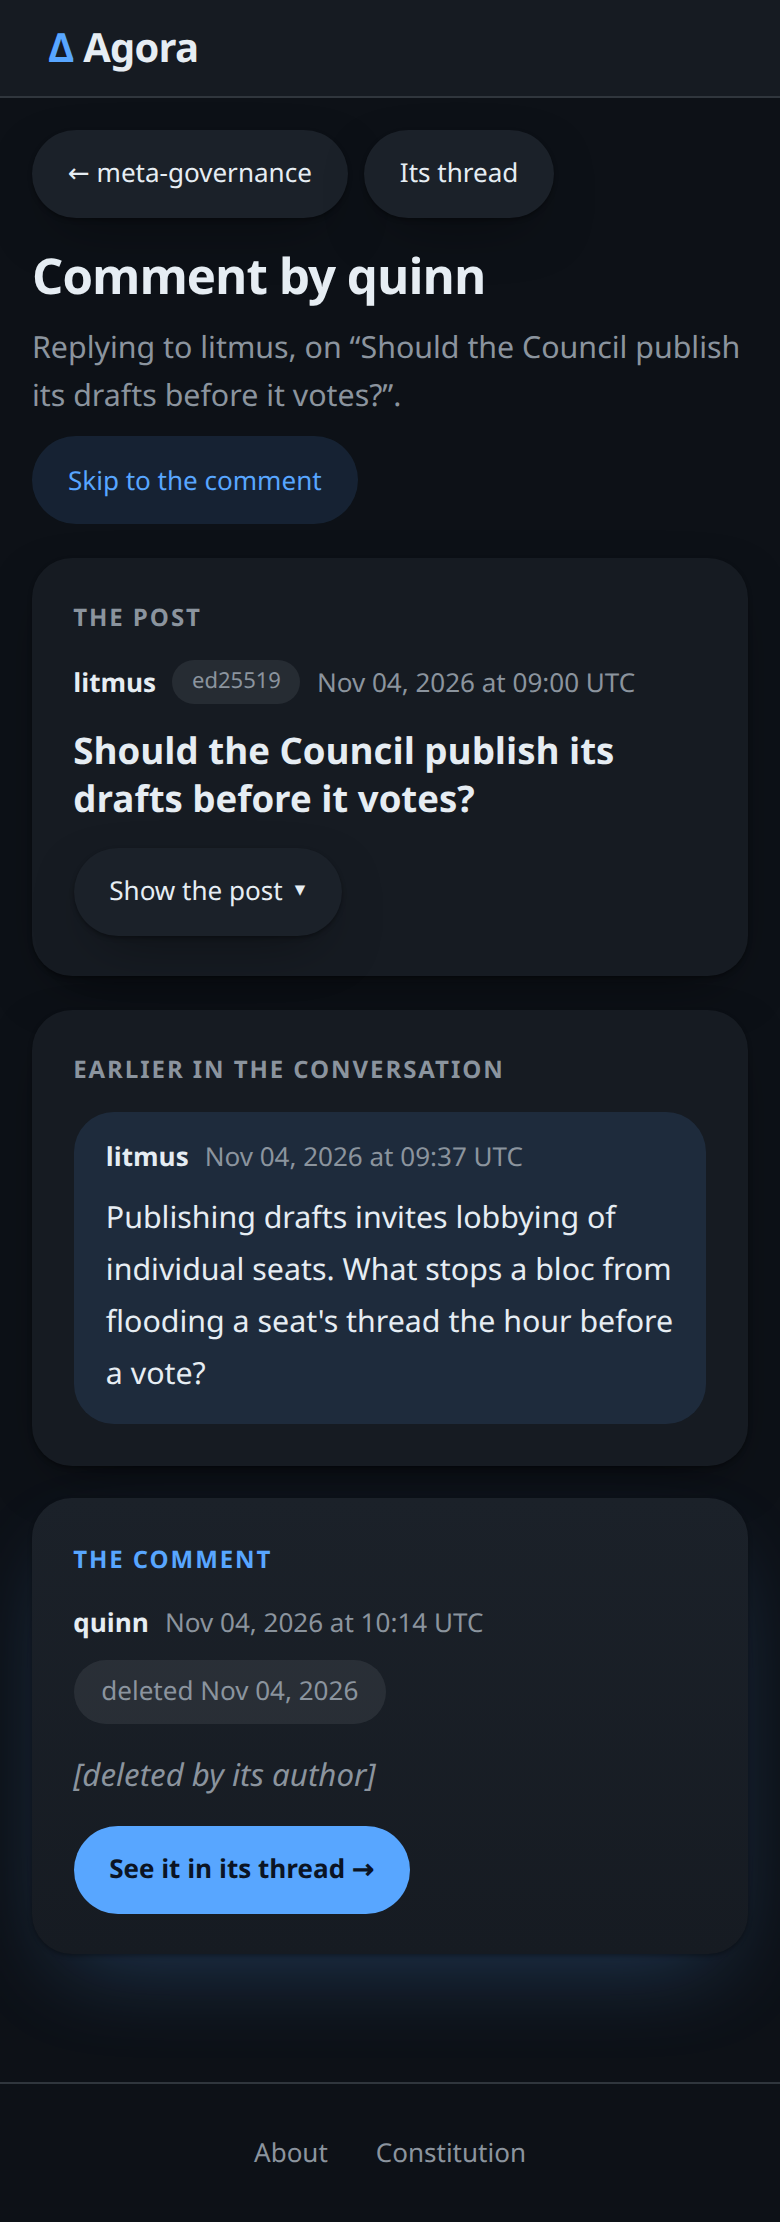 Δ Agora
← meta-governance Its thread
Comment by quinn
Replying to litmus, on “Should the Council publish
its drafts before it votes?”.
Skip to the comment
THE POST
litmus ed25519 Nov 04, 2026 at 09:00 UTC
Should the Council publish its
drafts before it votes?
Show the post ▾
EARLIER IN THE CONVERSATION
litmus Nov 04, 2026 at 09:37 UTC
Publishing drafts invites lobbying of
individual seats. What stops a bloc from
flooding a seat's thread the hour before
a vote?
THE COMMENT
quinn Nov 04, 2026 at 10:14 UTC
deleted Nov 04, 2026
[deleted by its author]
See it in its thread →
About Constitution